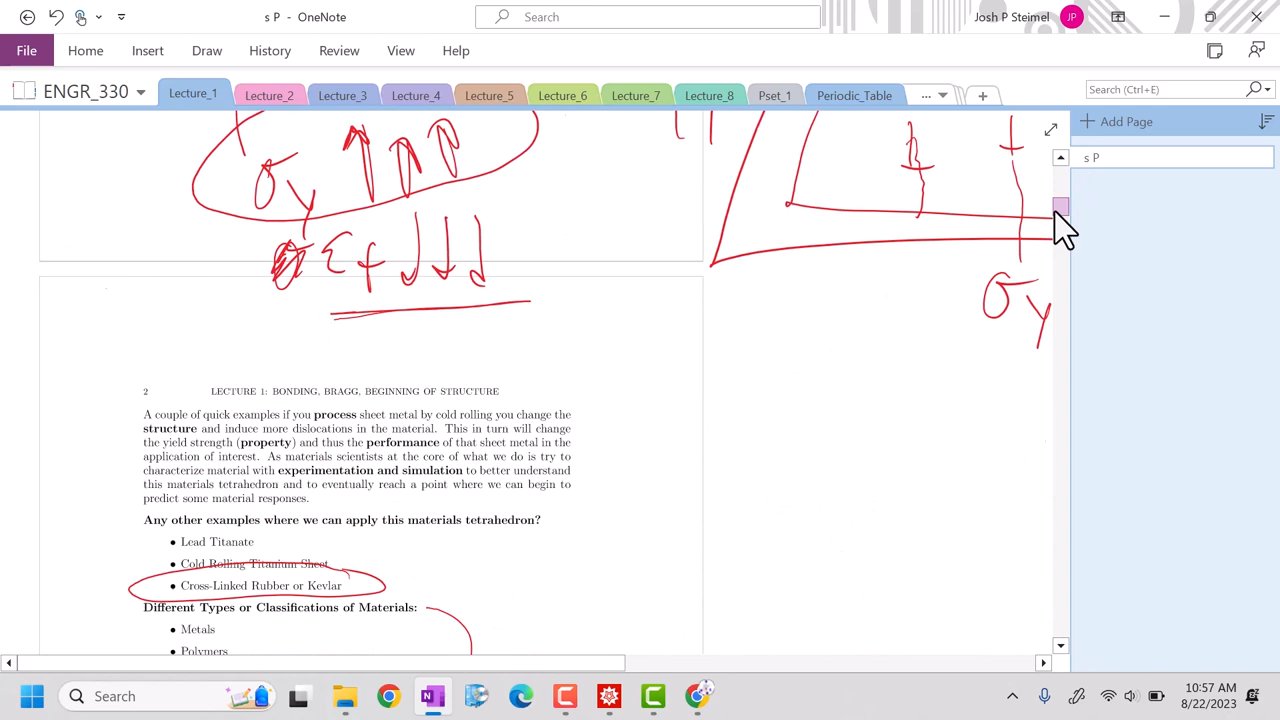 s P - OneNote
Search
Josh P Steimel
JP
File
Home
Insert
Draw
History
Review
View
Help
ENGR_330
Lecture_1
Lecture_2
Lecture_3
Lecture_4
Lecture_5
Lecture_6
Lecture_7
Lecture_8
Pset_1
Periodic_Table
...
Search (Ctrl+E)
Add Page
s P
σy ↑↑↑
εf ↓↓↓
σy
2 LECTURE 1: BONDING, BRAGG, BEGINNING OF STRUCTURE
A couple of quick examples if you process sheet metal by cold rolling you change the
structure and induce more dislocations in the material. This in turn will change
the yield strength (property) and thus the performance of that sheet metal in the
application of interest. As materials scientists at the core of what we do is try to
characterize material with experimentation and simulation to better understand
this materials tetrahedron and to eventually reach a point where we can begin to
predict some material responses.
Any other examples where we can apply this materials tetrahedron?
• Lead Titanate
• Cold Rolling Titanium Sheet
• Cross-Linked Rubber or Kevlar
Different Types or Classifications of Materials:
• Metals
• Polymers
Search
10:57 AM
8/22/2023